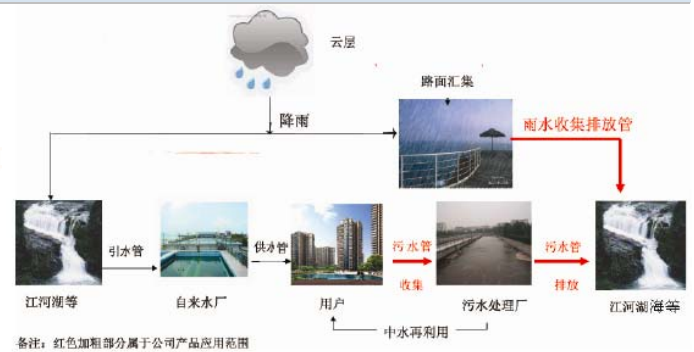 云层
路面汇集
降雨
雨水收集排放管
引水管
供水管
污水管
收集
污水管
排放
江河湖等
自来水厂
用户
污水处理厂
江河湖海等
中水再利用
备注：红色加粗部分属于公司产品应用范围